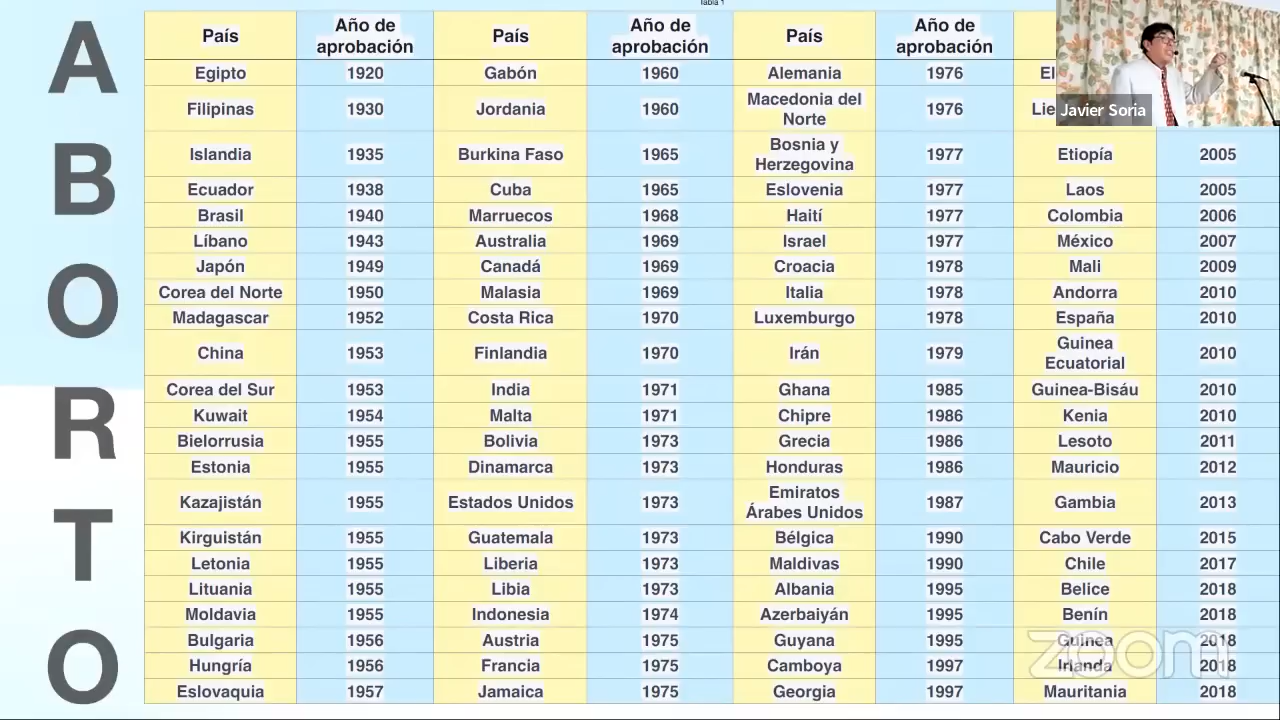 Tabla 1
ABORTO
País Año de aprobación País Año de aprobación País Año de aprobación
Egipto 1920 Gabón 1960 Alemania 1976 El
Filipinas 1930 Jordania 1960 Macedonia del Norte 1976 Lie
Javier Soria
Islandia 1935 Burkina Faso 1965 Bosnia y Herzegovina 1977 Etiopía 2005
Ecuador 1938 Cuba 1965 Eslovenia 1977 Laos 2005
Brasil 1940 Marruecos 1968 Haití 1977 Colombia 2006
Líbano 1943 Australia 1969 Israel 1977 México 2007
Japón 1949 Canadá 1969 Croacia 1978 Mali 2009
Corea del Norte 1950 Malasia 1969 Italia 1978 Andorra 2010
Madagascar 1952 Costa Rica 1970 Luxemburgo 1978 España 2010
China 1953 Finlandia 1970 Irán 1979 Guinea Ecuatorial 2010
Corea del Sur 1953 India 1971 Ghana 1985 Guinea-Bisáu 2010
Kuwait 1954 Malta 1971 Chipre 1986 Kenia 2010
Bielorrusia 1955 Bolivia 1973 Grecia 1986 Lesoto 2011
Estonia 1955 Dinamarca 1973 Honduras 1986 Mauricio 2012
Kazajistán 1955 Estados Unidos 1973 Emiratos Árabes Unidos 1987 Gambia 2013
Kirguistán 1955 Guatemala 1973 Bélgica 1990 Cabo Verde 2015
Letonia 1955 Liberia 1973 Maldivas 1990 Chile 2017
Lituania 1955 Libia 1973 Albania 1995 Belice 2018
Moldavia 1955 Indonesia 1974 Azerbaiyán 1995 Benín 2018
Bulgaria 1956 Austria 1975 Guyana 1995 Guinea 2018
Hungría 1956 Francia 1975 Camboya 1997 Irlanda 2018
Eslovaquia 1957 Jamaica 1975 Georgia 1997 Mauritania 2018
zoom